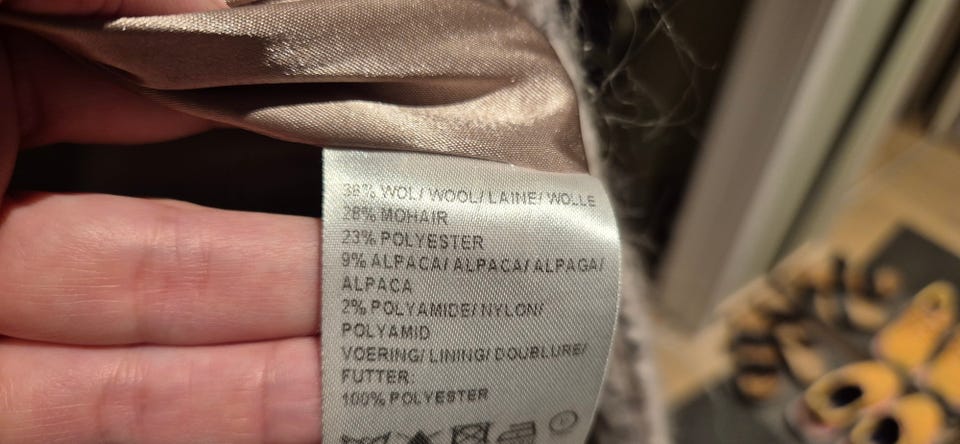 38% WOL/ WOOL/ LAINE/ WOLLE
28% MOHAIR
23% POLYESTER
9% ALPACA/ ALPACA/ ALPAGA/
ALPACA
2% POLYAMIDE/ NYLON/
POLYAMID
VOERING/ LINING/ DOUBLURE/
FUTTER:
100% POLYESTER